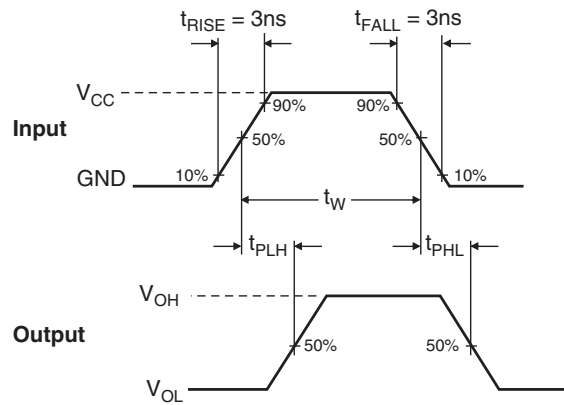 tRISE = 3ns tFALL = 3ns
VCC
90% 90%
Input
50% 50%
GND 10% 10%
tW
tPLH tPHL
VOH
Output
50% 50%
VOL